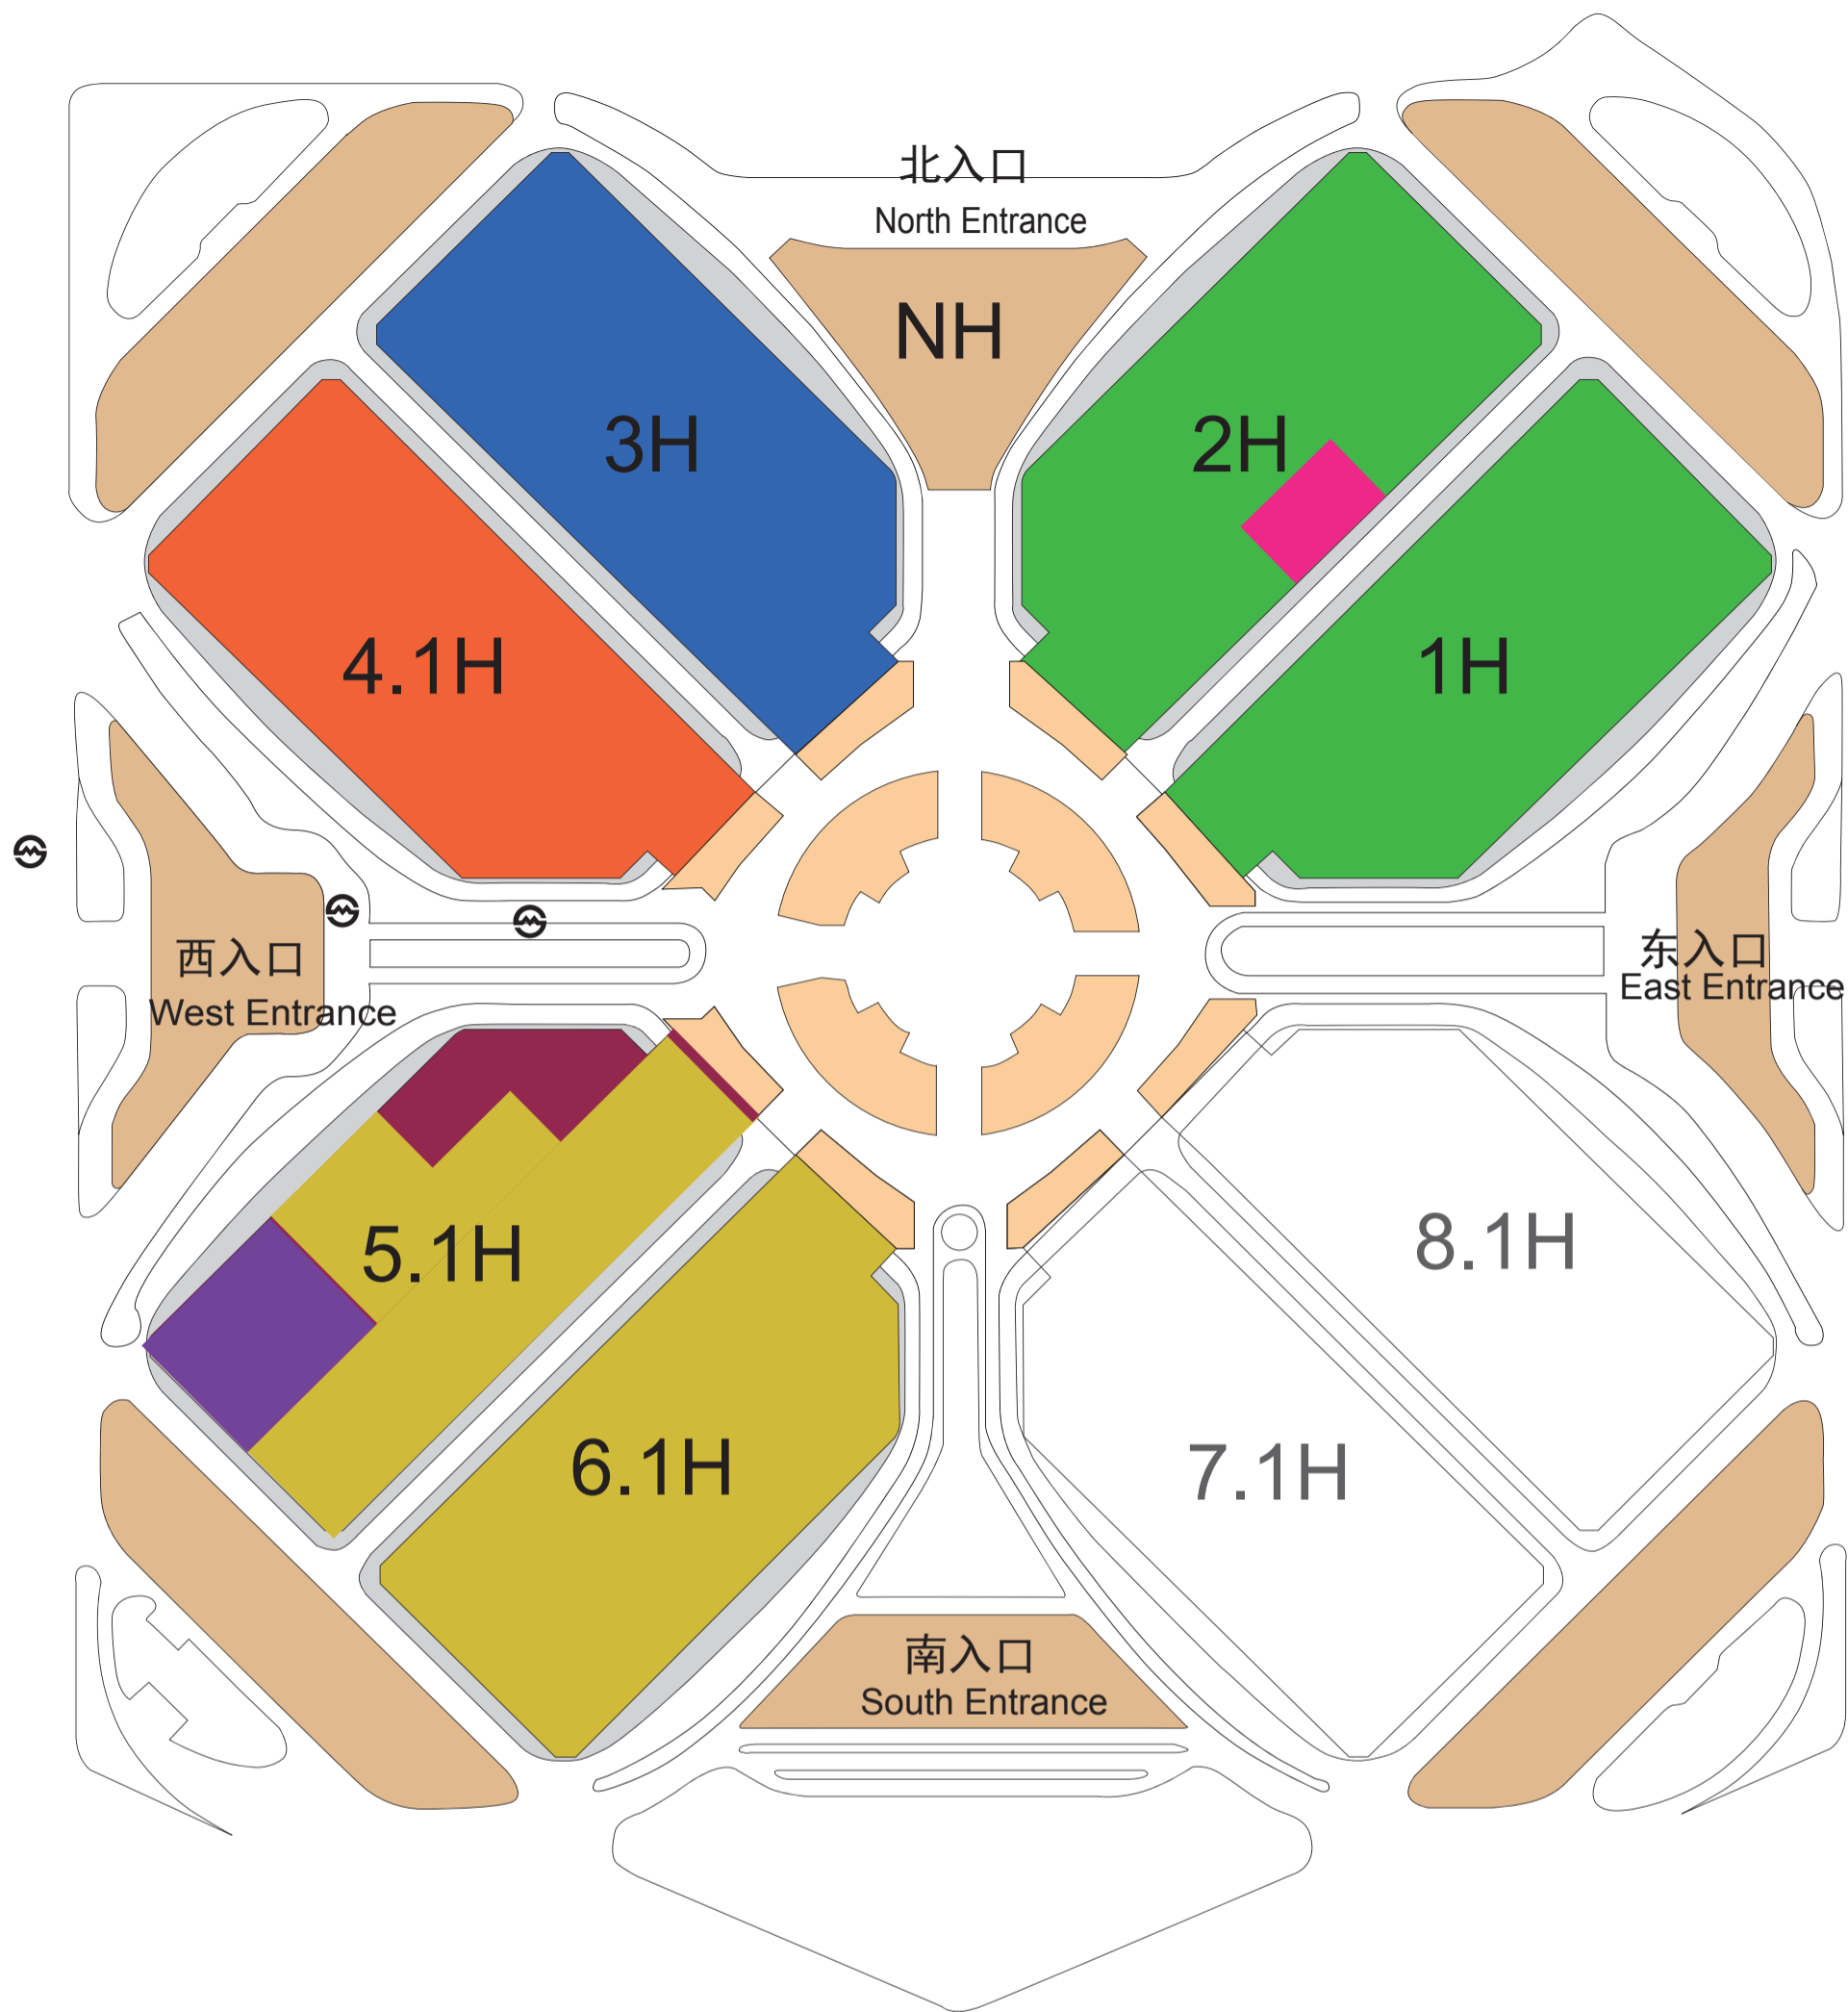 北入口
North Entrance
NH
3H
2H
4.1H
1H
西入口
West Entrance
东入口
East Entrance
5.1H
8.1H
6.1H
7.1H
南入口
South Entrance